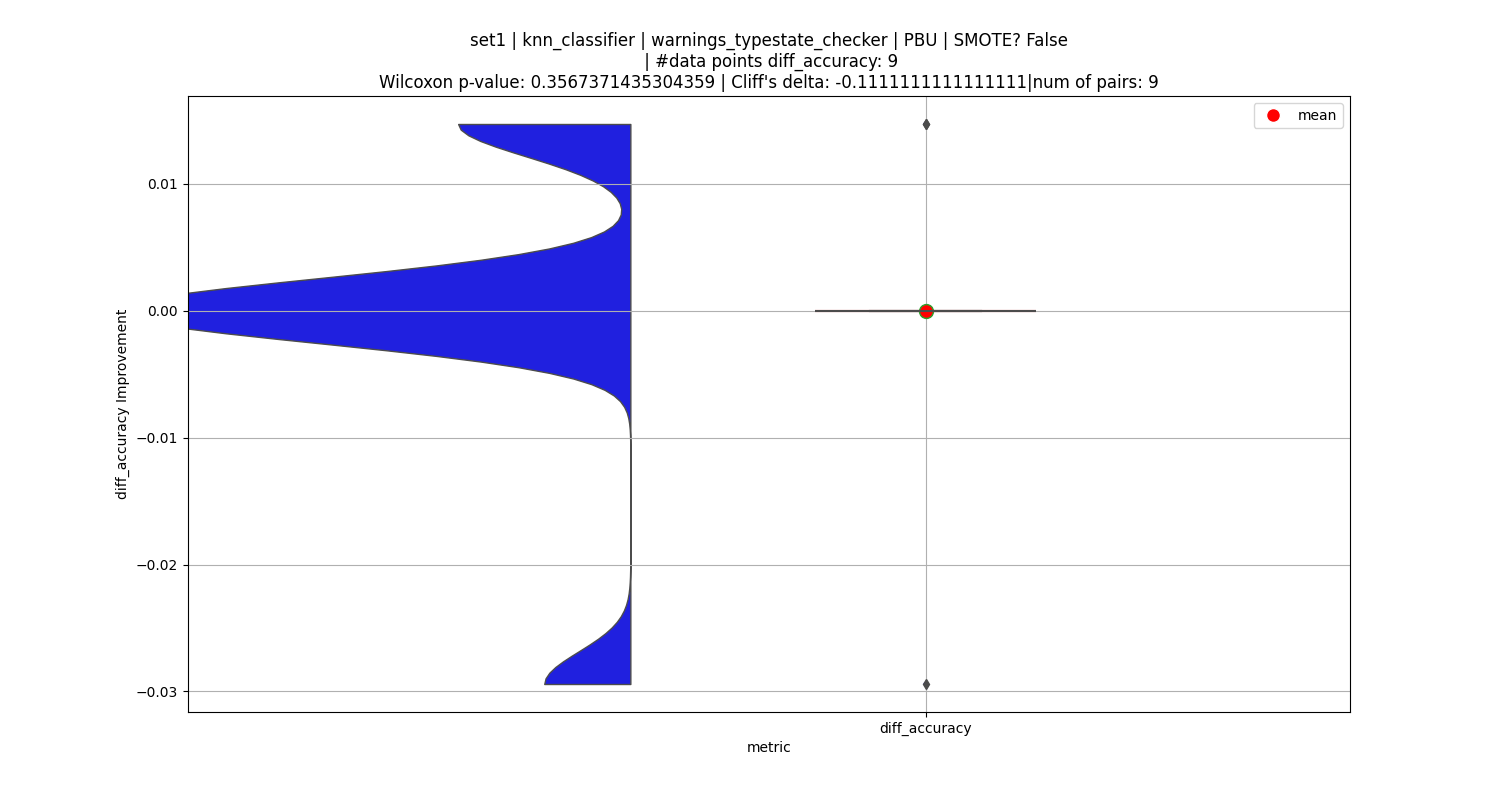 set1 | knn_classifier | warnings_typestate_checker | PBU | SMOTE? False
| #data points diff_accuracy: 9
Wilcoxon p-value: 0.3567371435304359 | Cliff's delta: -0.1111111111111111|num of pairs: 9
mean
0.01
0.00
−0.01
−0.02
−0.03
diff_accuracy Improvement
diff_accuracy
metric